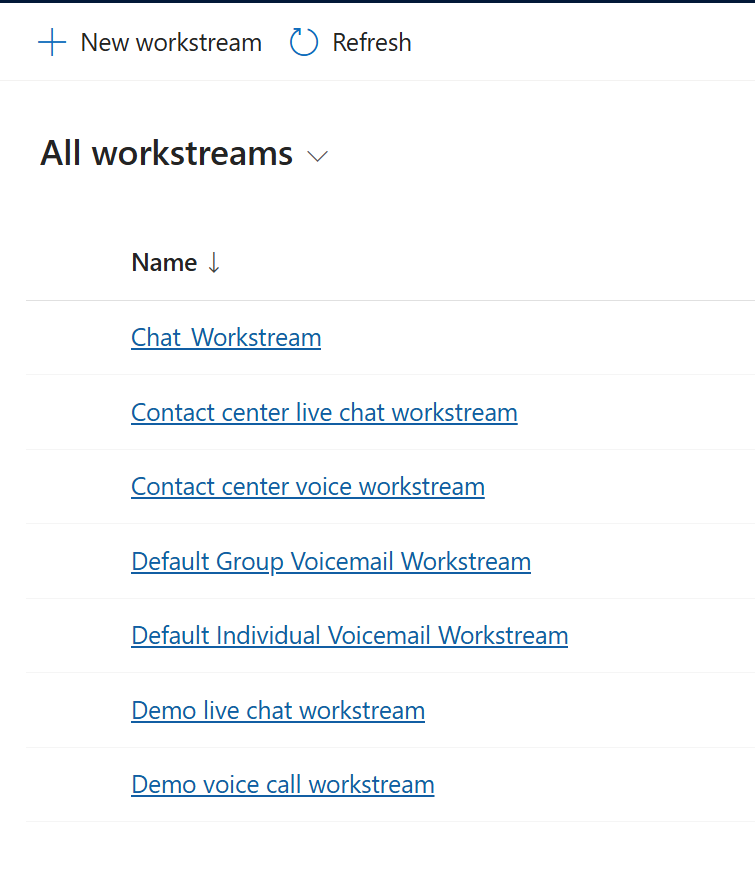 New workstream Refresh
All workstreams
Name
Chat_Workstream
Contact center live chat workstream
Contact center voice workstream
Default Group Voicemail Workstream
Default Individual Voicemail Workstream
Demo live chat workstream
Demo voice call workstream